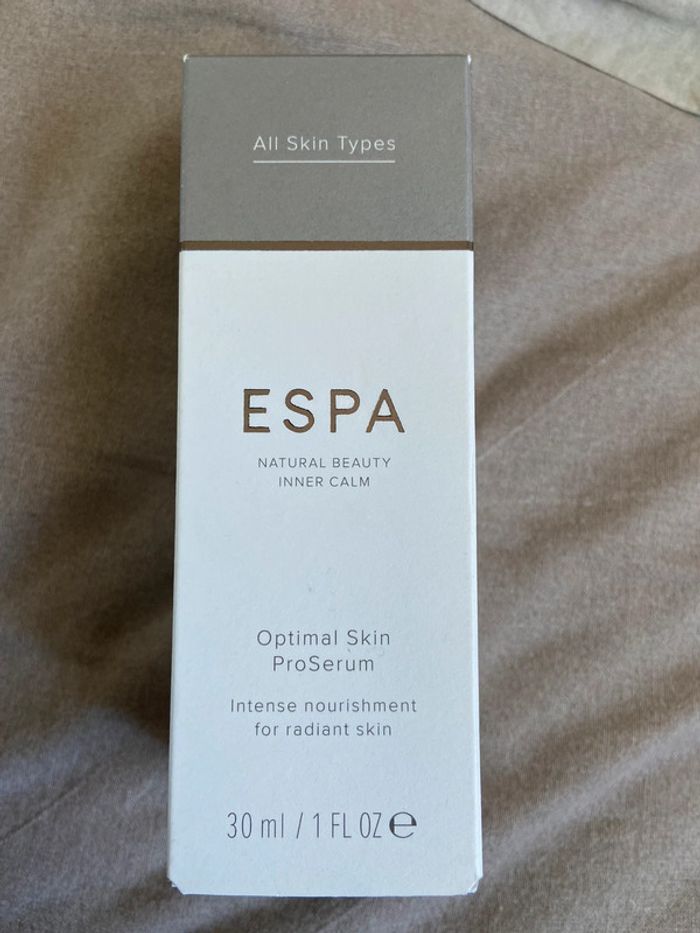 All Skin Types
ESPA
NATURAL BEAUTY
INNER CALM
Optimal Skin
ProSerum
Intense nourishment
for radiant skin
30 ml / 1 FL OZ ℮